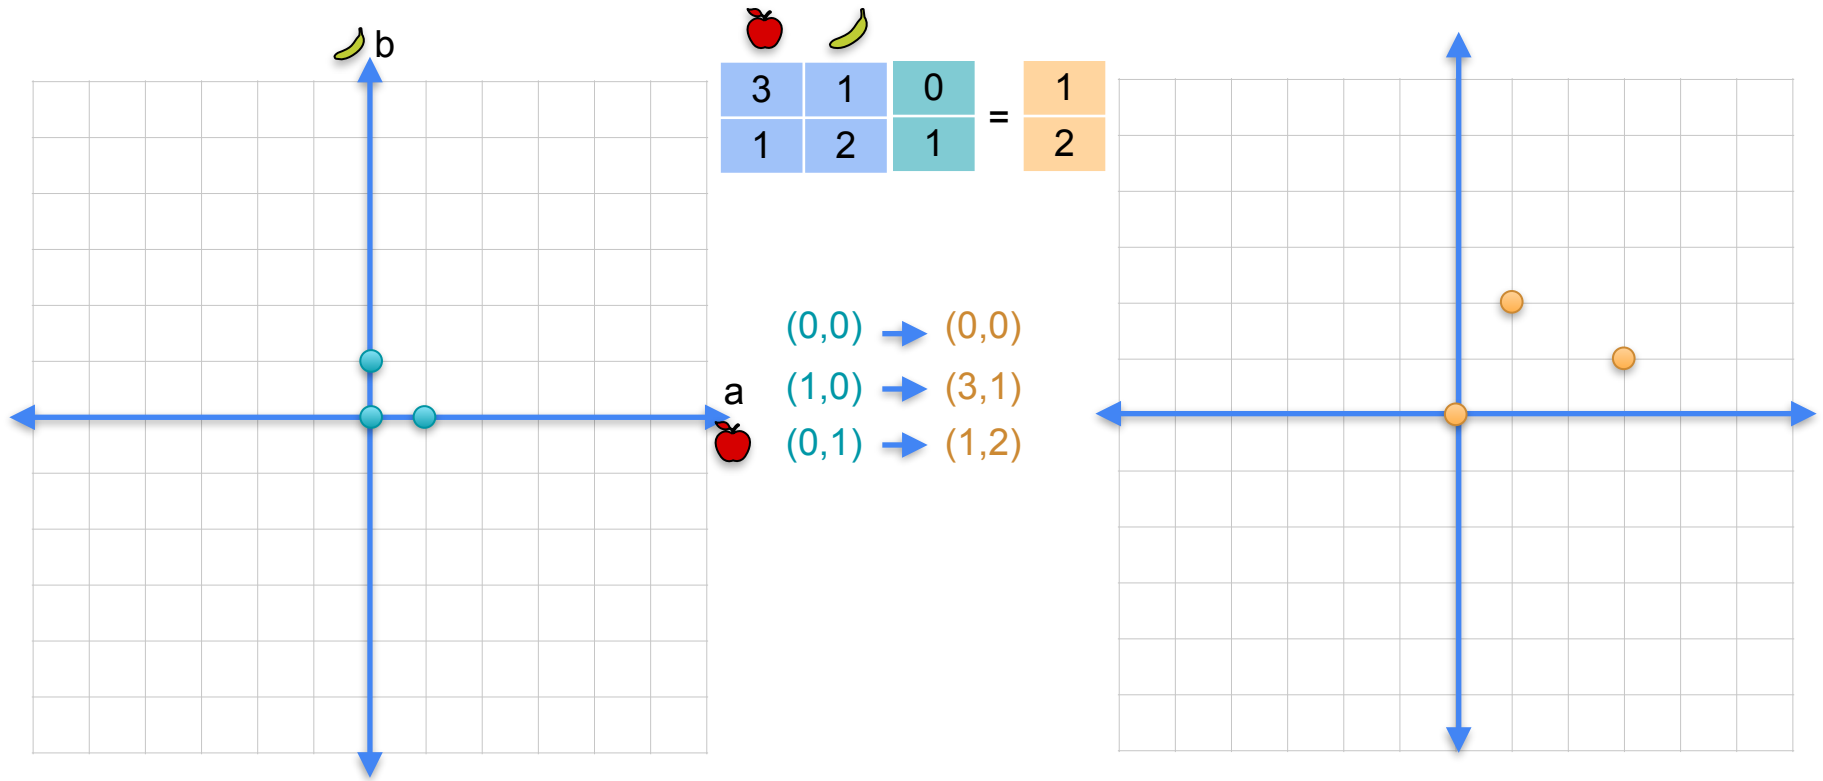 b
3 1 0 = 1
1 2 1 2
(0,0) (0,0)
a
(1,0) (3,1)
(0,1) (1,2)